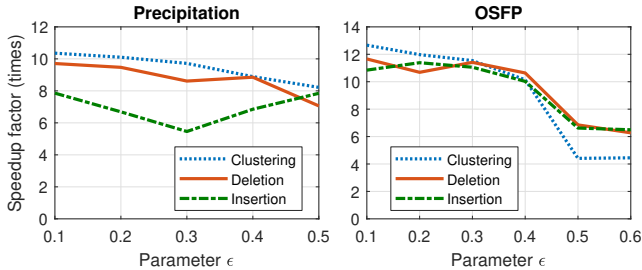 Precipitation
Speedup factor (times)
12
10
8
6
4
2
0
0.1 0.2 0.3 0.4 0.5
Parameter ϵ
Clustering
Deletion
Insertion
OSFP
14
12
10
8
6
4
2
0
0.1 0.2 0.3 0.4 0.5 0.6
Parameter ϵ
Clustering
Deletion
Insertion